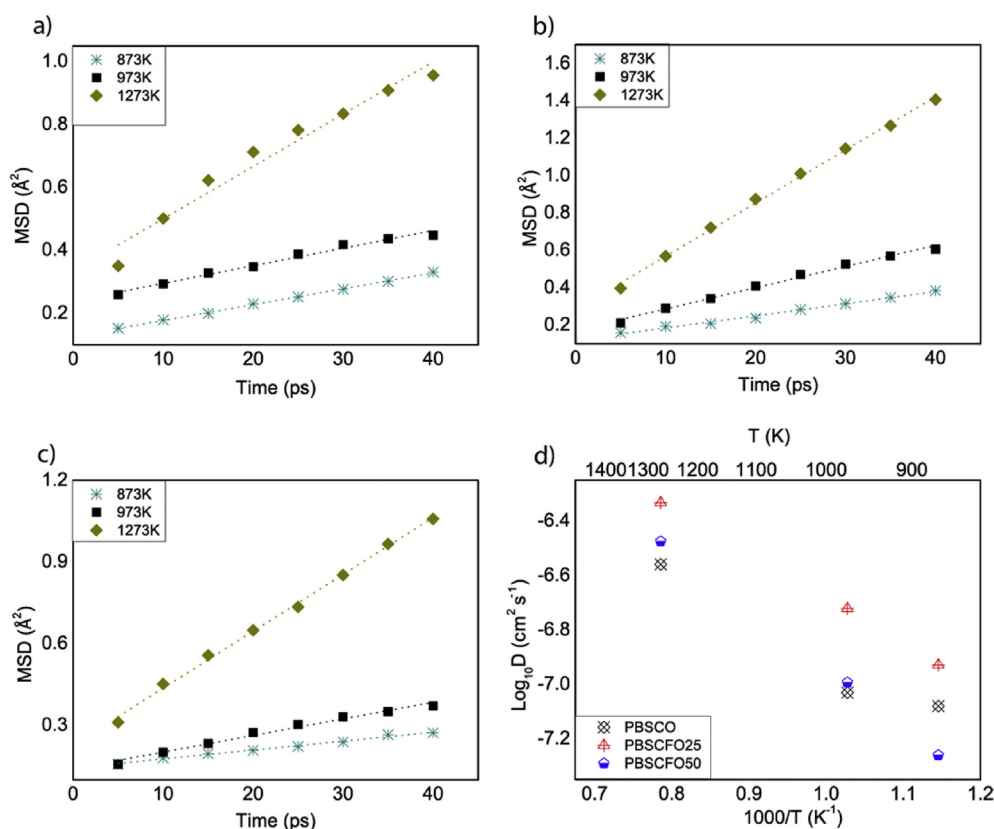 a)
873K
973K
1273K
MSD (Å²)
1.0
0.8
0.6
0.4
0.2
0 10 20 30 40
Time (ps)
b)
873K
973K
1273K
MSD (Å²)
1.6
1.4
1.2
1.0
0.8
0.6
0.4
0.2
0 10 20 30 40
Time (ps)
c)
873K
973K
1273K
MSD (Å²)
1.2
0.9
0.6
0.3
0 10 20 30 40
Time (ps)
d)
T (K)
1400 1300 1200 1100 1000 900
Log₁₀D (cm² s⁻¹)
-6.4
-6.6
-6.8
-7.0
-7.2
PBSCO
PBSCFO25
PBSCFO50
0.7 0.8 0.9 1.0 1.1 1.2
1000/T (K⁻¹)